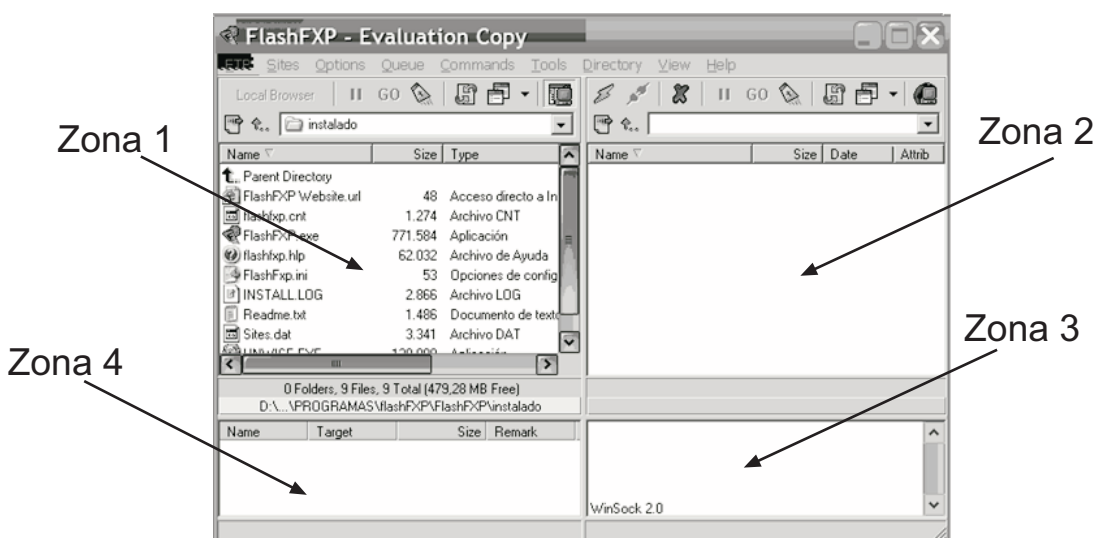 FlashFXP - Evaluation Copy
FTP Sites Options Queue Commands Tools Directory View Help
Local Browser GO GO
instalado
Zona 1
Zona 2
Name Size Type
Name Size Date Attrib
Parent Directory
FlashFXP Website.url 48 Acceso directo a In
flashfxp.cnt 1.274 Archivo CNT
FlashFXP.exe 771.584 Aplicación
flashfxp.hlp 62.032 Archivo de Ayuda
FlashFxp.ini 53 Opciones de config
INSTALL.LOG 2.866 Archivo LOG
Readme.txt 1.486 Documento de texto
Sites.dat 3.341 Archivo DAT
UNWISE.EXE Aplicación
Zona 3
Zona 4
0 Folders, 9 Files, 9 Total (479,28 MB Free)
D:\...\PROGRAMAS\flashFXP\FlashFXP\instalado
Name Target Size Remark
WinSock 2.0